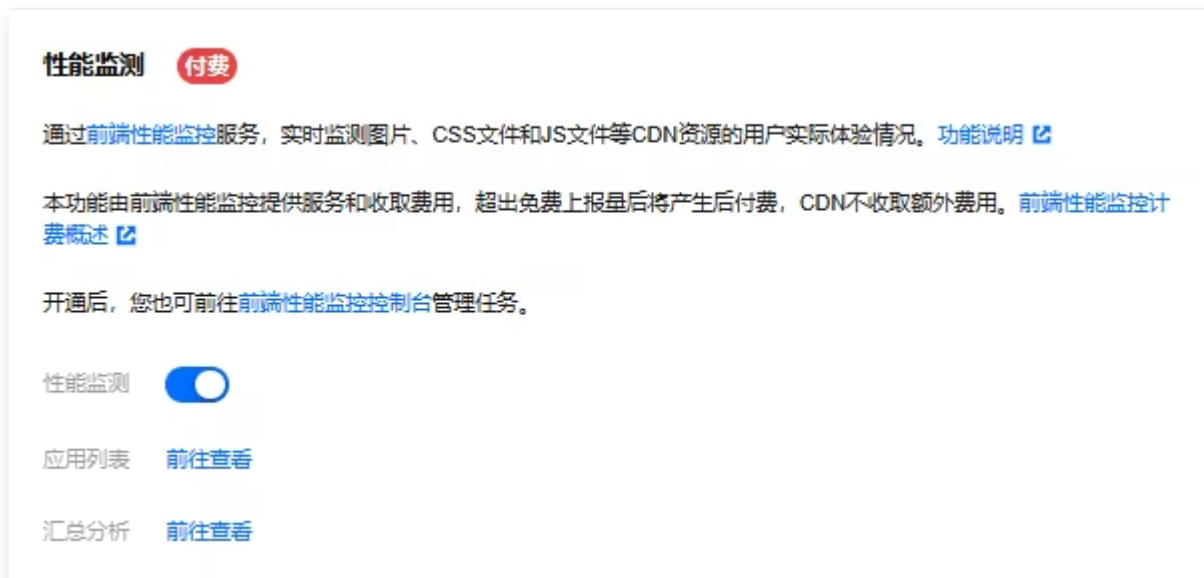 性能监测 付费
通过前端性能监控服务，实时监测图片、CSS文件和JS文件等CDN资源的用户实际体验情况。功能说明
本功能由前端性能监控提供服务和收取费用，超出免费上报量后将产生后付费，CDN不收取额外费用。前端性能监控计
费概述
开通后，您也可前往前端性能监控控制台管理任务。
性能监测
应用列表 前往查看
汇总分析 前往查看